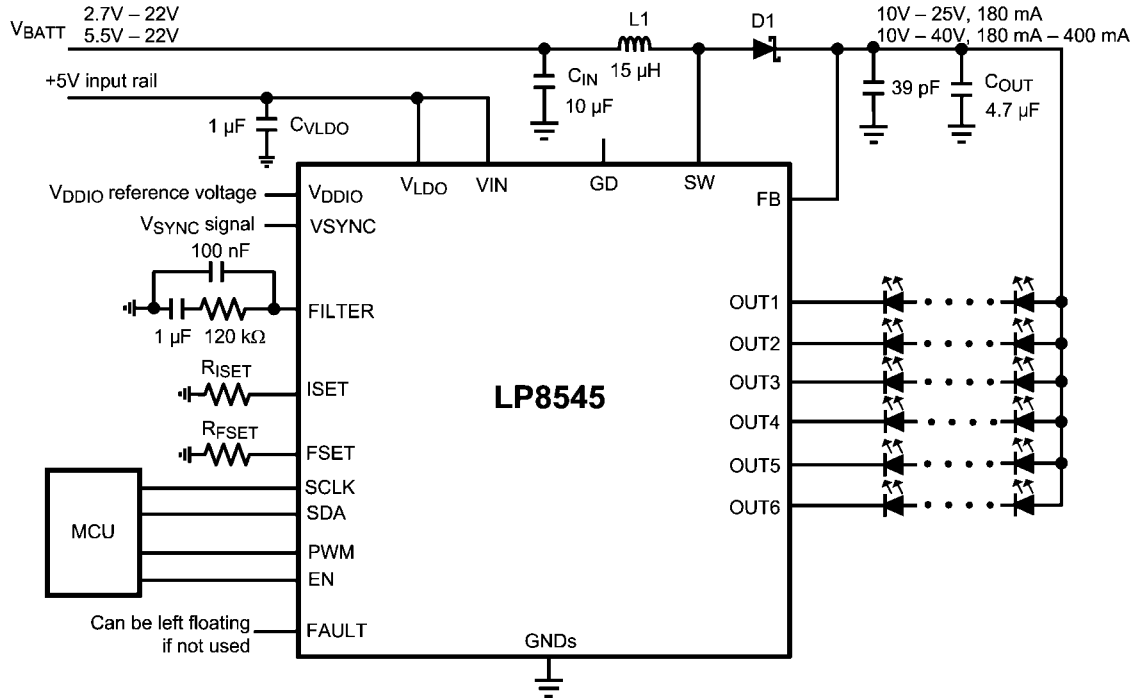 L1
D1
VBATT
2.7V – 22V
5.5V – 22V
10V – 25V, 180 mA
10V – 40V, 180 mA – 400 mA
15 µH
CIN
10 µF
39 pF
COUT
4.7 µF
+5V input rail
1 µF
CVLDO
VLDO
VIN
GD
SW
FB
VDDIO reference voltage
VDDIO
VSYNC signal
VSYNC
100 nF
FILTER
1 µF
120 kΩ
OUT1
OUT2
RISET
ISET
OUT3
LP8545
OUT4
RFSET
FSET
OUT5
SCLK
OUT6
SDA
MCU
PWM
EN
Can be left floating
if not used
FAULT
GNDs